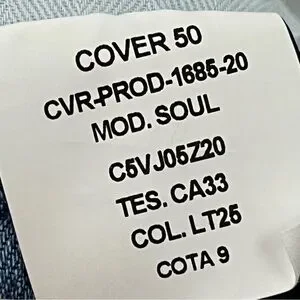 COVER 50
CVR-PROD-1685-20
MOD. SOUL
C5VJ05Z20
TES. CA33
COL. LT25
COTA 9